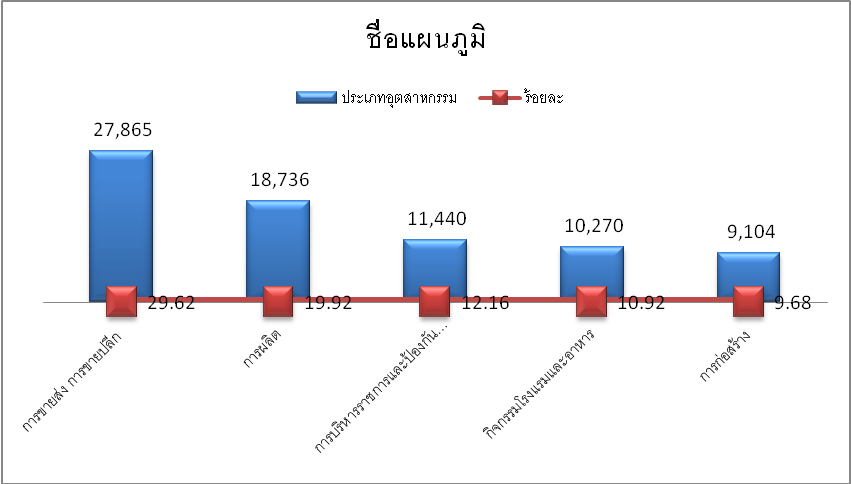 ชื่อแผนภูมิ
ประเภทอุตสาหกรรม ร้อยละ
27,865
18,736
11,440
10,270
9,104
29.62 19.92 12.16 10.92 9.68
การขายส่ง การขายปลีก
การผลิต
การบริหารราชการและป้องกัน...
กิจกรรมโรงแรมและอาหาร
การก่อสร้าง